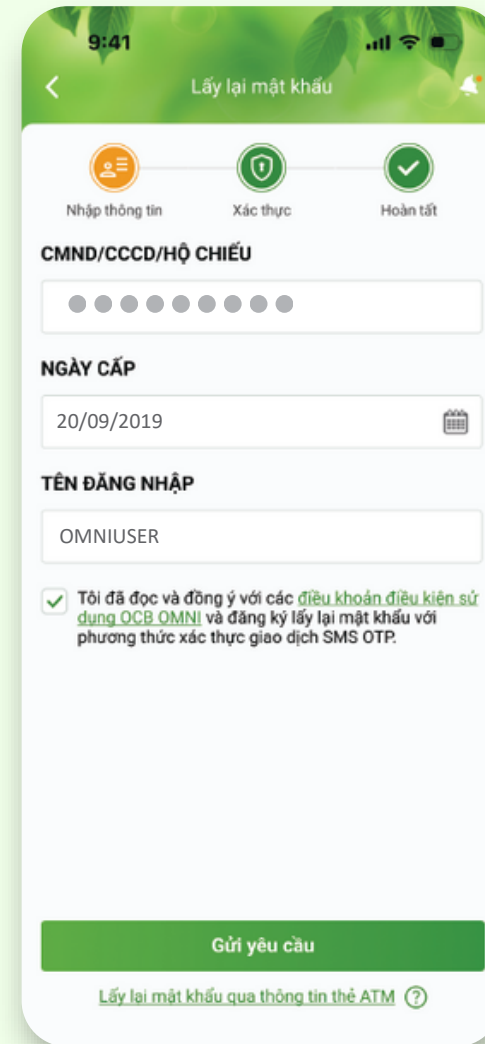 9:41
Lấy lại mật khẩu
Nhập thông tin
Xác thực
Hoàn tất
CMND/CCCD/HỘ CHIẾU
NGÀY CẤP
20/09/2019
TÊN ĐĂNG NHẬP
OMNIUSER
Tôi đã đọc và đồng ý với các điều khoản điều kiện sử
dụng OCB OMNI và đăng ký lấy lại mật khẩu với
phương thức xác thực giao dịch SMS OTP.
Gửi yêu cầu
Lấy lại mật khẩu qua thông tin thẻ ATM ?